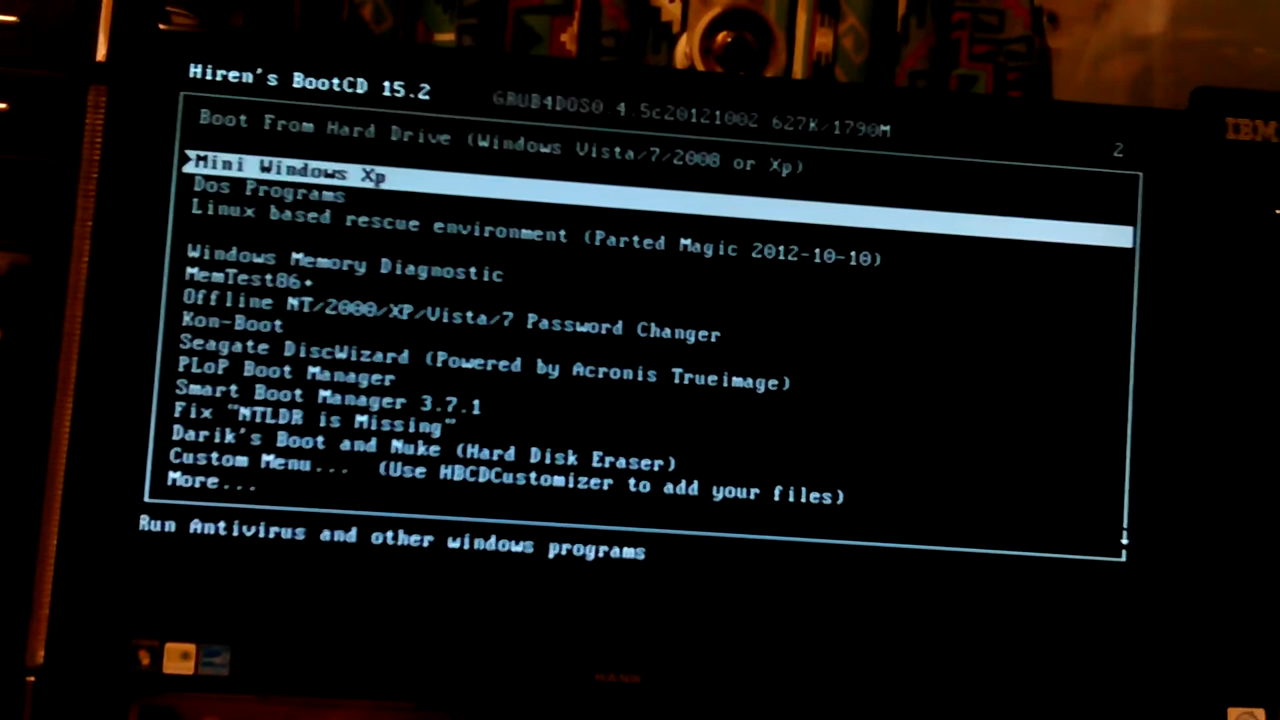 Hiren's BootCD 15.2
GRUB4DOS0.4.5c20121002 627K/1790M
2
IBM
Boot From Hard Drive (Windows Vista/7/2008 or Xp)
Mini Windows Xp
Dos Programs
Linux based rescue environment (Parted Magic 2012-10-10)
Windows Memory Diagnostic
MemTest86+
Offline NT/2000/XP/Vista/7 Password Changer
Kon-Boot
Seagate DiscWizard (Powered by Acronis Trueimage)
PLoP Boot Manager
Smart Boot Manager 3.7.1
Fix "NTLDR is Missing"
Darik's Boot and Nuke (Hard Disk Eraser)
Custom Menu... (Use HBCDCustomizer to add your files)
More...
Run Antivirus and other windows programs